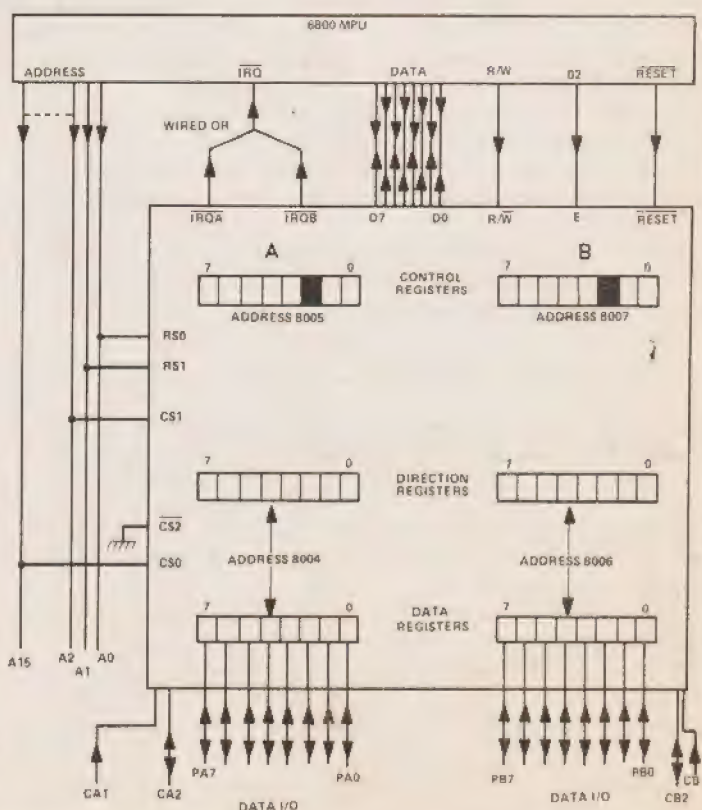 6800 MPU
ADDRESS IRQ DATA R/W 02 RESET
WIRED OR
IRQA IRQB D7 D0 R/W E RESET
A B
7 0 CONTROL REGISTERS 7 0
ADDRESS 8005 ADDRESS 8007
RS0
RS1
CS1
7 0 DIRECTION REGISTERS 7 0
CS2
ADDRESS 8004 ADDRESS 8006
CS0
7 0 DATA REGISTERS 7 0
A15 A2 A1 A0
PA7 PA0 PB7 PB0
CA1 CA2 CB2 CB
DATA I/O DATA I/O